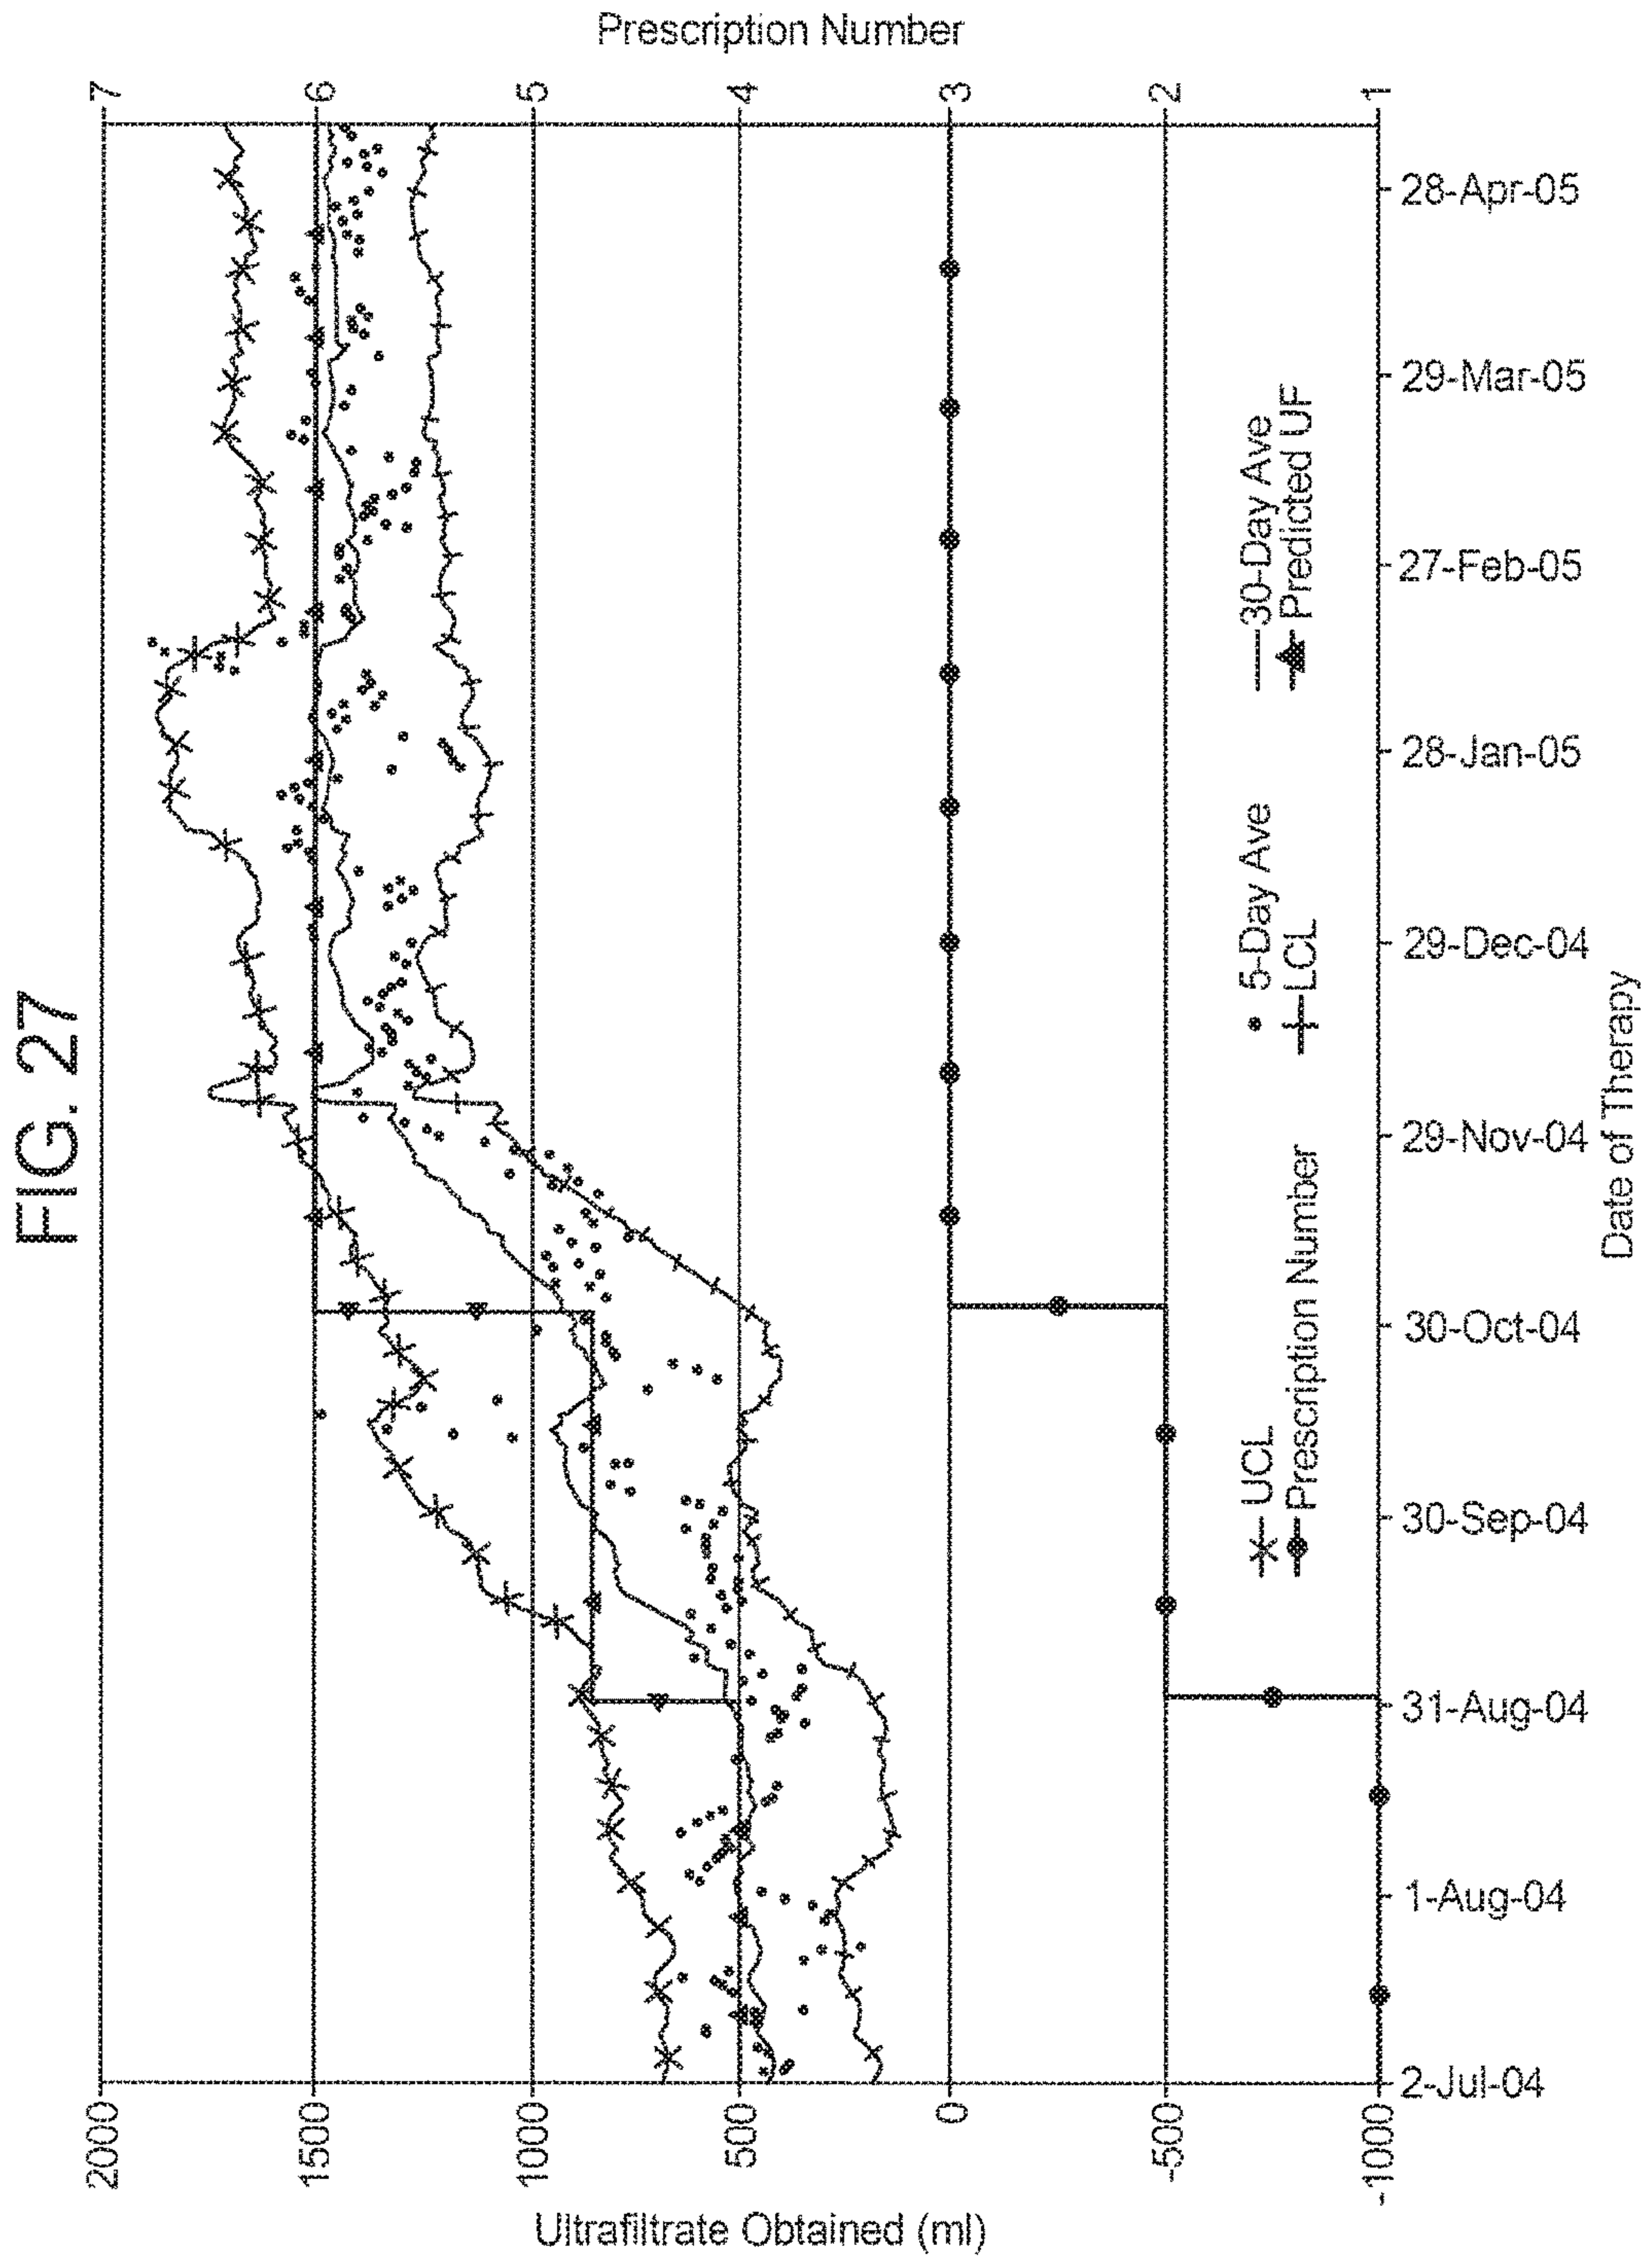 FIG. 27
Prescription Number
7
6
5
4
3
2
1
2000
1500
1000
500
0
-500
-1000
Ultrafiltrate Obtained (ml)
2-Jul-04
1-Aug-04
31-Aug-04
30-Sep-04
30-Oct-04
29-Nov-04
29-Dec-04
28-Jan-05
27-Feb-05
29-Mar-05
28-Apr-05
Date of Therapy
UCL
5-Day Ave
30-Day Ave
Prescription Number
LCL
Predicted UF